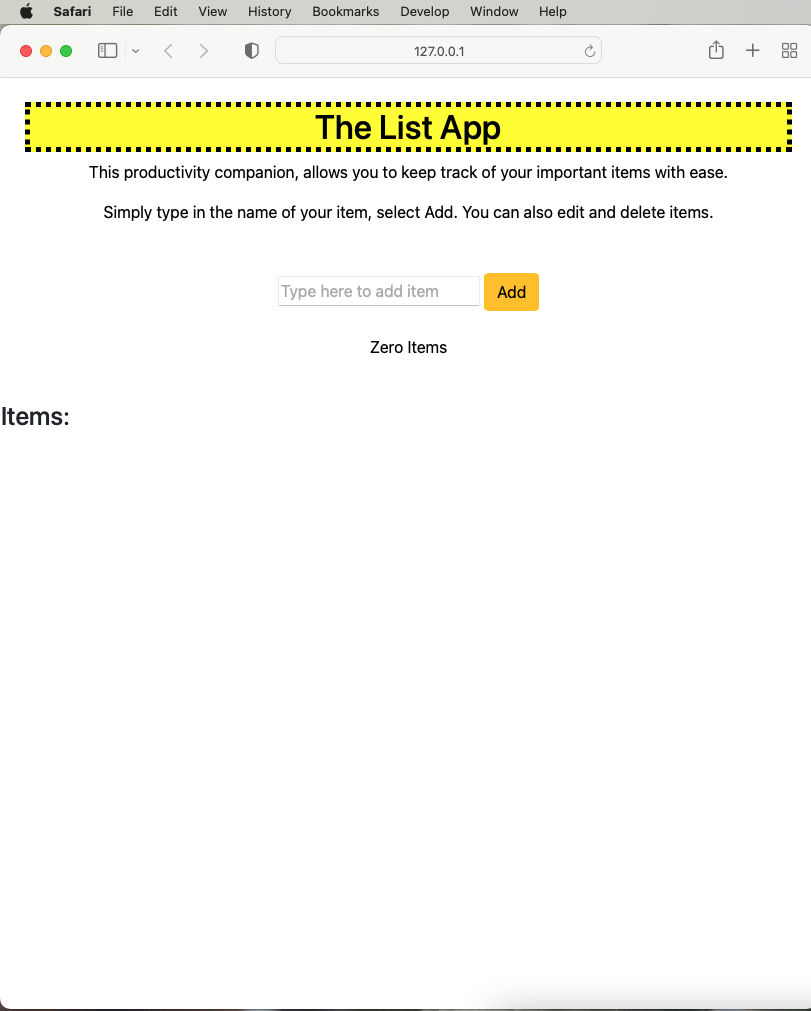 Safari File Edit View History Bookmarks Develop Window Help
127.0.0.1
The List App
This productivity companion, allows you to keep track of your important items with ease.
Simply type in the name of your item, select Add. You can also edit and delete items.
Type here to add item Add
Zero Items
Items: